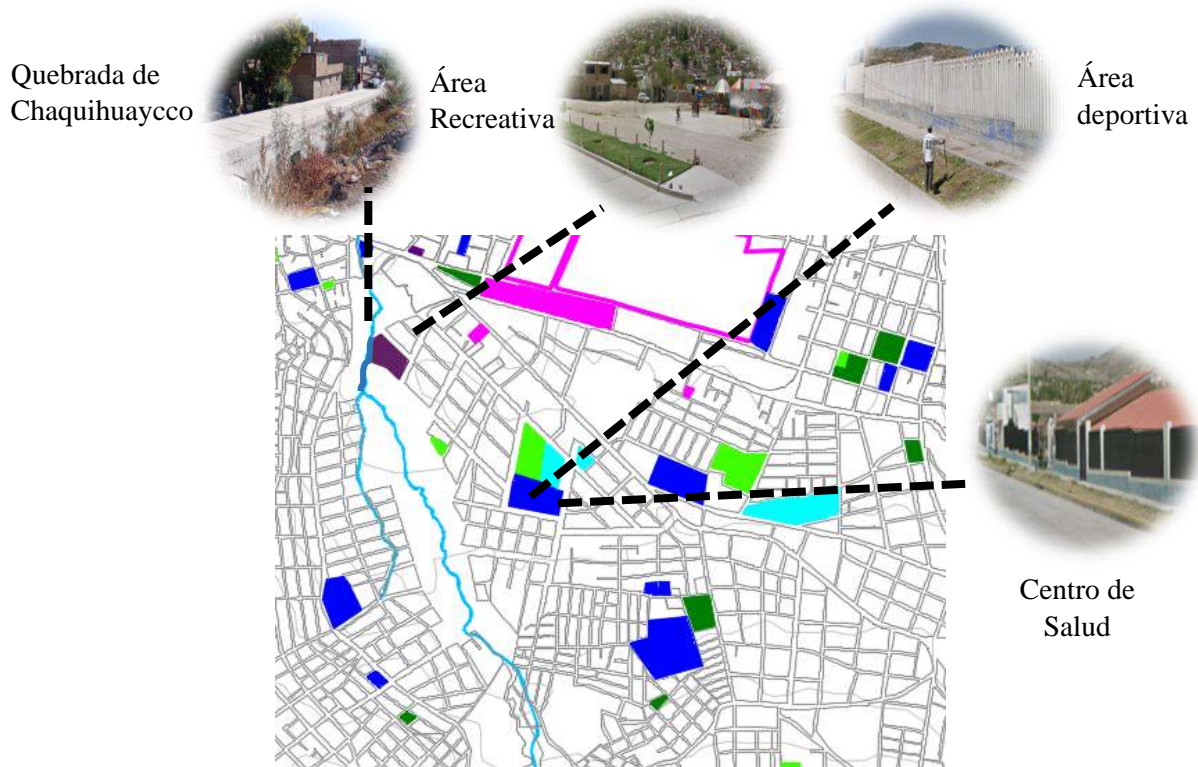 Quebrada de
Chaquihuaycco
Área
Recreativa
Área
deportiva
Centro de
Salud